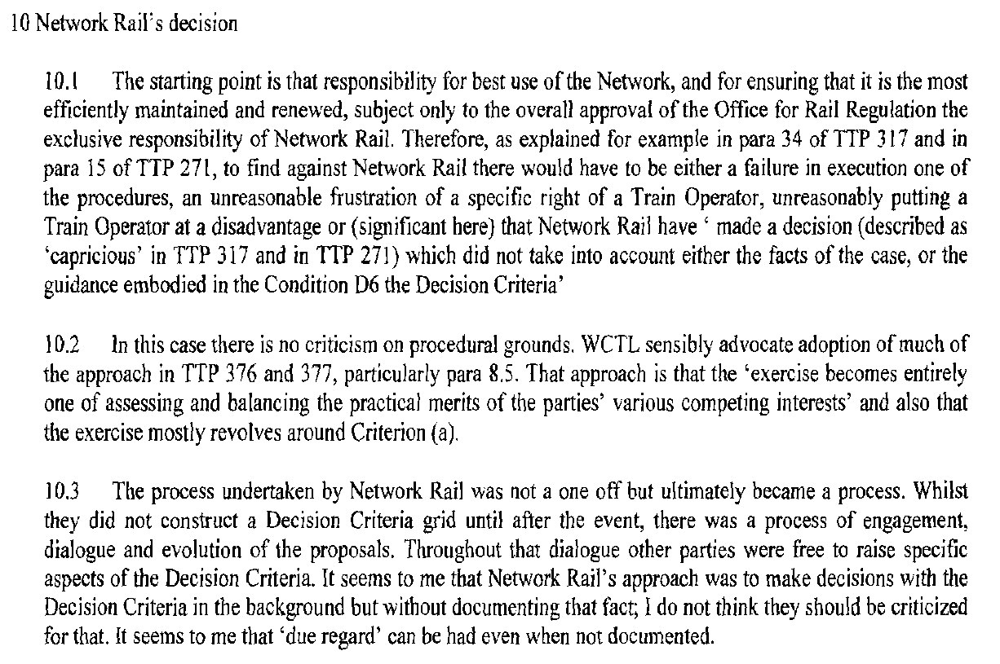 10 Network Rail's decision
10.1 The starting point is that responsibility for best use of the Network, and for ensuring that it is the most
efficiently maintained and renewed, subject only to the overall approval of the Office for Rail Regulation the
exclusive responsibility of Network Rail. Therefore, as explained for example in para 34 of TTP 317 and in
para 15 of TTP 271, to find against Network Rail there would have to be either a failure in execution one of
the procedures, an unreasonable frustration of a specific right of a Train Operator, unreasonably putting a
Train Operator at a disadvantage or (significant here) that Network Rail have ‘ made a decision (described as
‘capricious’ in TTP 317 and in TTP 271) which did not take into account either the facts of the case, or the
guidance embodied in the Condition D6 the Decision Criteria’
10.2 In this case there is no criticism on procedural grounds. WCTL sensibly advocate adoption of much of
the approach in TTP 376 and 377, particularly para 8.5. That approach is that the ‘exercise becomes entirely
one of assessing and balancing the practical merits of the parties’ various competing interests’ and also that
the exercise mostly revolves around Criterion (a).
10.3 The process undertaken by Network Rail was not a one off but ultimately became a process. Whilst
they did not construct a Decision Criteria grid until after the event, there was a process of engagement,
dialogue and evolution of the proposals. Throughout that dialogue other parties were free to raise specific
aspects of the Decision Criteria. It seems to me that Network Rail’s approach was to make decisions with the
Decision Criteria in the background but without documenting that fact; I do not think they should be criticized
for that. It seems to me that ‘due regard’ can be had even when not documented.